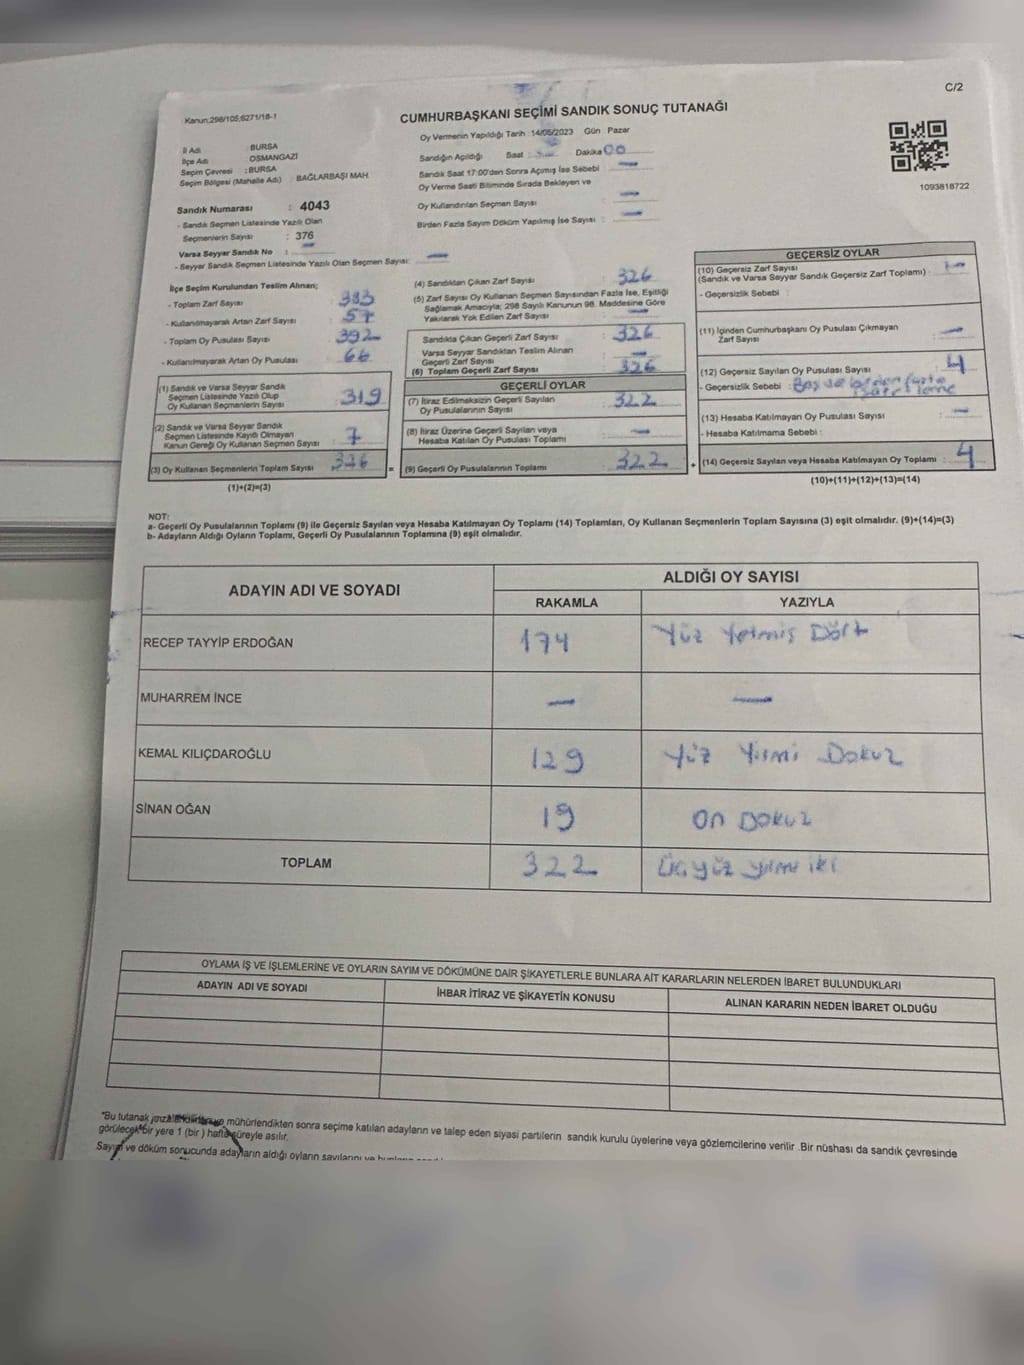 C/2
Kanun;298/105;6271/18-1
CUMHURBAŞKANI SEÇİMİ SANDIK SONUÇ TUTANAĞI
Oy Vermenin Yapıldığı Tarih :14/05/2023 Gün : Pazar
İl Adı : BURSA
İlçe Adı : OSMANGAZİ
Seçim Çevresi : BURSA
Seçim Bölgesi (Mahalle Adı) : BAĞLARBAŞI MAH
Sandığın Açıldığı Saat : Dakika 00
Sandık Saat 17:00'den Sonra Açımış İse Sebebi : —
Oy Verme Saati Bitiminde Sırada Bekleyen ve
Oy Kullandırılan Seçmen Sayısı : —
Birden Fazla Sayım Döküm Yapılmış İse Sayısı : —
1093818722
Sandık Numarası : 4043
- Sandık Seçmen Listesinde Yazılı Olan
Seçmenlerin Sayısı : 376
Varsa Seyyar Sandık No : —
- Seyyar Sandık Seçmen Listesinde Yazılı Olan Seçmen Sayısı: —
İlçe Seçim Kurulundan Teslim Alınan;
- Toplam Zarf Sayısı : 383
- Kullanılmayarak Artan Zarf Sayısı : 57
- Toplam Oy Pusulası Sayısı : 392
- Kullanılmayarak Artan Oy Pusulası : 66
(1) Sandık ve Varsa Seyyar Sandık
Seçmen Listesinde Yazılı Olup
Oy Kullanan Seçmenlerin Sayısı : 319
(2) Sandık ve Varsa Seyyar Sandık
Seçmen Listesinde Kayıtlı Olmayan
Kanun Gereği Oy Kullanan Seçmen Sayısı : 7
(3) Oy Kullanan Seçmenlerin Toplam Sayısı : 326
(1)+(2)=(3)
(4) Sandıktan Çıkan Zarf Sayısı : 326
(5) Zarf Sayısı Oy Kullanan Seçmen Sayısından Fazla İse, Eşitliği
Sağlamak Amacıyla; 298 Sayılı Kanunun 98. Maddesine Göre
Yakılarak Yok Edilen Zarf Sayısı : —
Sandıkta Çıkan Geçerli Zarf Sayısı : 326
Varsa Seyyar Sandıktan Teslim Alınan
Geçerli Zarf Sayısı : —
(6) Toplam Geçerli Zarf Sayısı : 326
GEÇERLİ OYLAR
(7) İtiraz Edilmeksizin Geçerli Sayılan
Oy Pusulalarının Sayısı : 322
(8) İtiraz Üzerine Geçerli Sayılan veya
Hesaba Katılan Oy Pusulası Toplamı : —
= (9) Geçerli Oy Pusulalarının Toplamı : 322
GEÇERSİZ OYLAR
(10) Geçersiz Zarf Sayısı
(Sandık ve Varsa Seyyar Sandık Geçersiz Zarf Toplamı) : —
- Geçersizlik Sebebi :
(11) İçinden Cumhurbaşkanı Oy Pusulası Çıkmayan
Zarf Sayısı : —
(12) Geçersiz Sayılan Oy Pusulası Sayısı : 4
- Geçersizlik Sebebi : Boş ve birden fazla
(13) Hesaba Katılmayan Oy Pusulası Sayısı : —
- Hesaba Katılmama Sebebi :
+ (14) Geçersiz Sayılan veya Hesaba Katılmayan Oy Toplamı : 4
(10)+(11)+(12)+(13)=(14)
NOT:
a- Geçerli Oy Pusulalarının Toplamı (9) ile Geçersiz Sayılan veya Hesaba Katılmayan Oy Toplamı (14) Toplamları, Oy Kullanan Seçmenlerin Toplam Sayısına (3) eşit olmalıdır. (9)+(14)=(3)
b- Adayların Aldığı Oyların Toplamı, Geçerli Oy Pusulalarının Toplamına (9) eşit olmalıdır.
ADAYIN ADI VE SOYADI ALDIĞI OY SAYISI
RAKAMLA YAZIYLA
RECEP TAYYİP ERDOĞAN 174 Yüz Yetmiş Dört
MUHARREM İNCE — —
KEMAL KILIÇDAROĞLU 129 Yüz Yirmi Dokuz
SİNAN OĞAN 19 On Dokuz
TOPLAM 322 Üçyüz yirmi iki
OYLAMA İŞ VE İŞLEMLERİNE VE OYLARIN SAYIM VE DÖKÜMÜNE DAİR ŞİKAYETLERLE BUNLARA AİT KARARLARIN NELERDEN İBARET BULUNDUKLARI
ADAYIN ADI VE SOYADI İHBAR İTİRAZ VE ŞİKAYETİN KONUSU ALINAN KARARIN NEDEN İBARET OLDUĞU
"Bu tutanak mühürlendikten sonra seçime katılan adayların ve talep eden siyasi partilerin sandık kurulu üyelerine veya gözlemcilerine verilir .Bir nüshası da sandık çevresinde
görülecek bir yere 1 (bir ) hafta süreyle asılır.
Sayım ve döküm sonucunda adayların aldığı oyların sayılarını ve